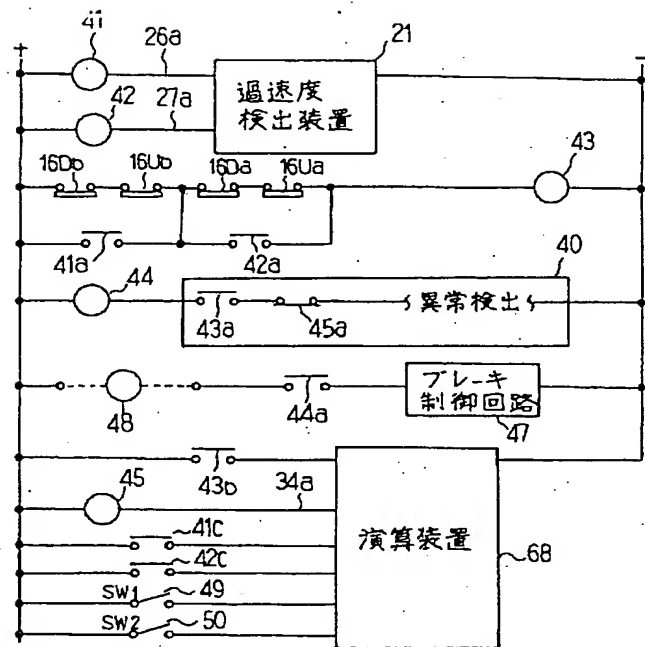 41
26a
21
+
-
過速度
検出装置
42
27a
16Db
16Ub
16Da
16Ua
43
41a
42a
40
44
43a
45a
異常検出
48
44a
ブレーキ
制御回路
47
43b
45
34a
演算装置
68
41C
42C
SW1
49
SW2
50